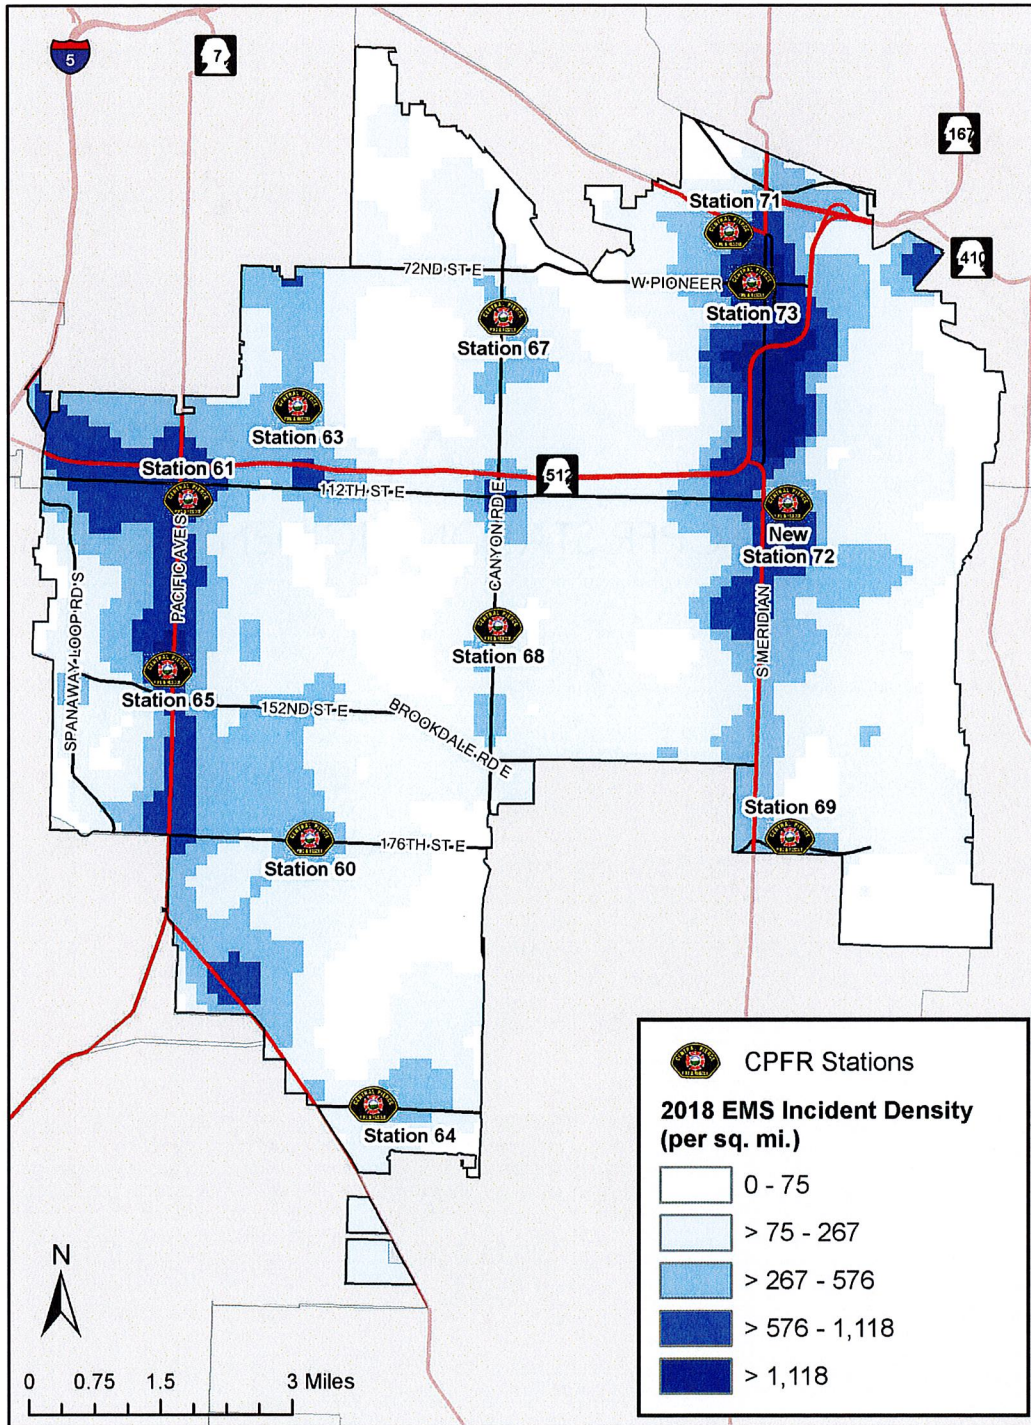 5
7
167
Station 71
410
72ND ST E
W PIONEER
Station 73
Station 67
Station 63
Station 61
512
112TH ST E
New
Station 72
PACIFIC AVE S
CANYON RD E
SPANAWAY LOOP RD S
Station 68
S MERIDIAN
Station 65
152ND ST E
BROOKDALE RD E
Station 69
176TH ST E
Station 60
Station 64
CPFR Stations
2018 EMS Incident Density
(per sq. mi.)
0 - 75
> 75 - 267
> 267 - 576
> 576 - 1,118
> 1,118
N
0 0.75 1.5 3 Miles